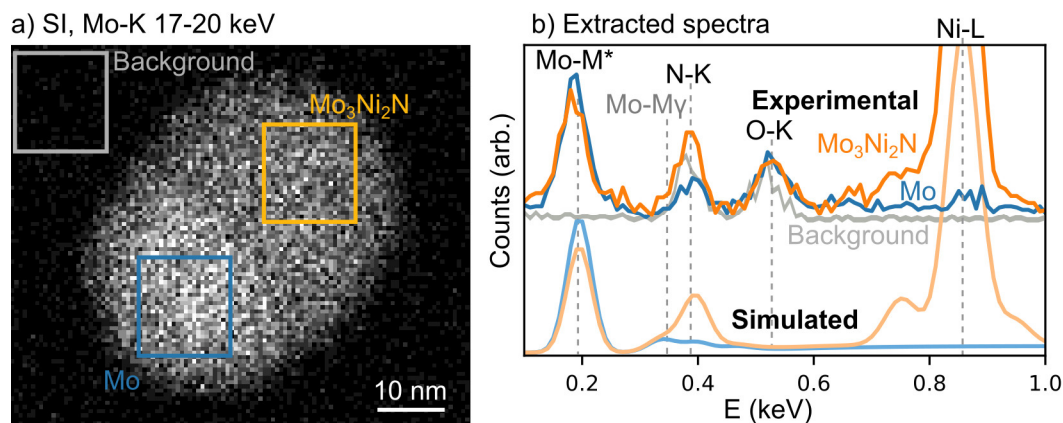 a) SI, Mo-K 17-20 keV
Background
Mo₃Ni₂N
Mo
10 nm
b) Extracted spectra
Ni-L
Mo-M*
N-K
Mo-Mγ
Experimental
O-K
Mo₃Ni₂N
Mo
Background
Simulated
Counts (arb.)
0.2 0.4 0.6 0.8 1.0
E (keV)